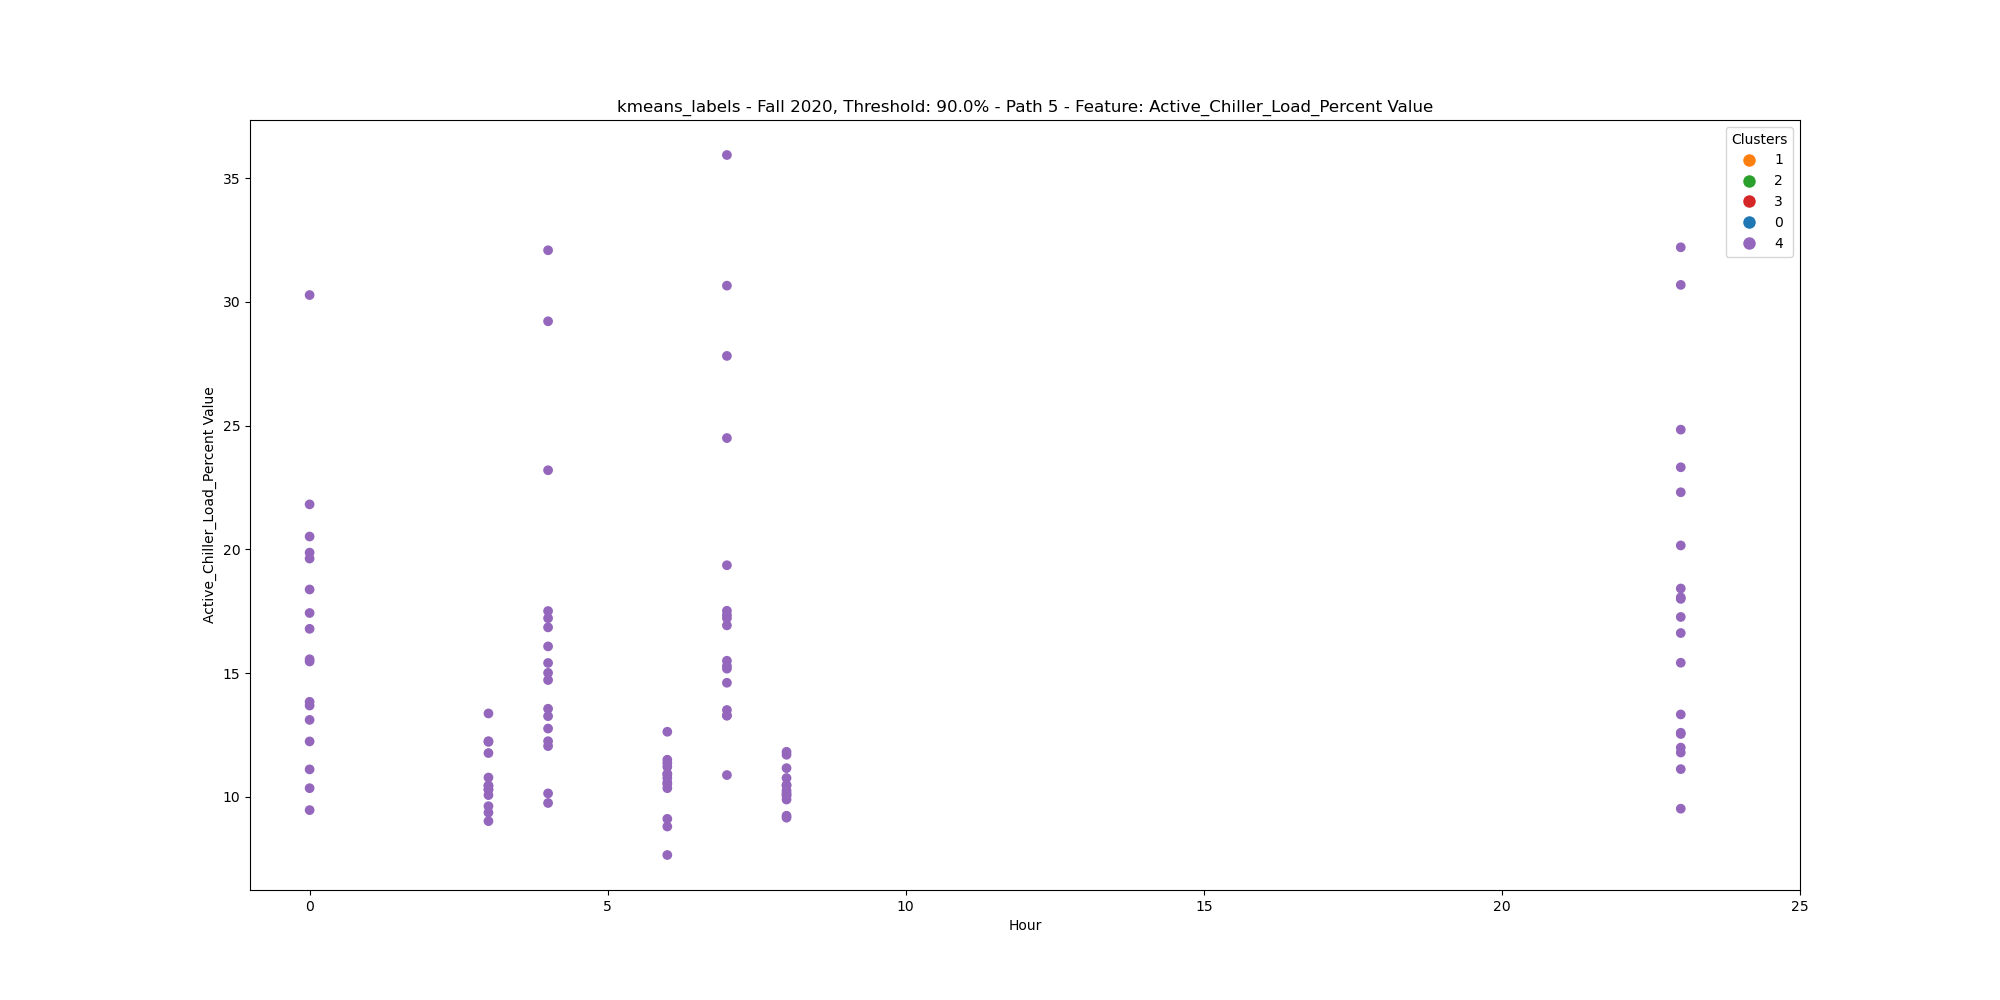 kmeans_labels - Fall 2020, Threshold: 90.0% - Path 5 - Feature: Active_Chiller_Load_Percent Value
Clusters
1
2
3
0
4
35
30
25
20
15
10
Active_Chiller_Load_Percent Value
0 5 10 15 20 25
Hour